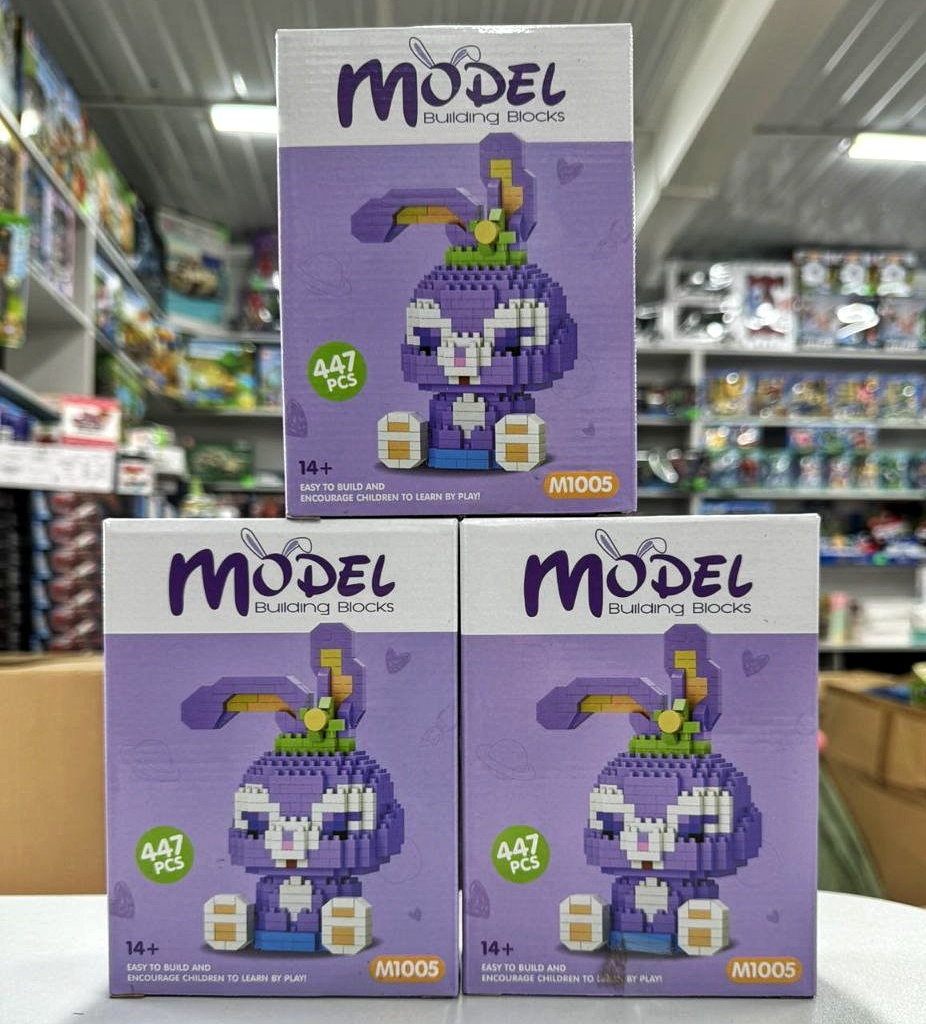 MODEL
Building Blocks
447
PCS
14+
EASY TO BUILD AND
ENCOURAGE CHILDREN TO LEARN BY PLAY!
M1005
MODEL
Building Blocks
447
PCS
14+
EASY TO BUILD AND
ENCOURAGE CHILDREN TO LEARN BY PLAY!
M1005
MODEL
Building Blocks
447
PCS
14+
EASY TO BUILD AND
ENCOURAGE CHILDREN TO LEARN BY PLAY!
M1005